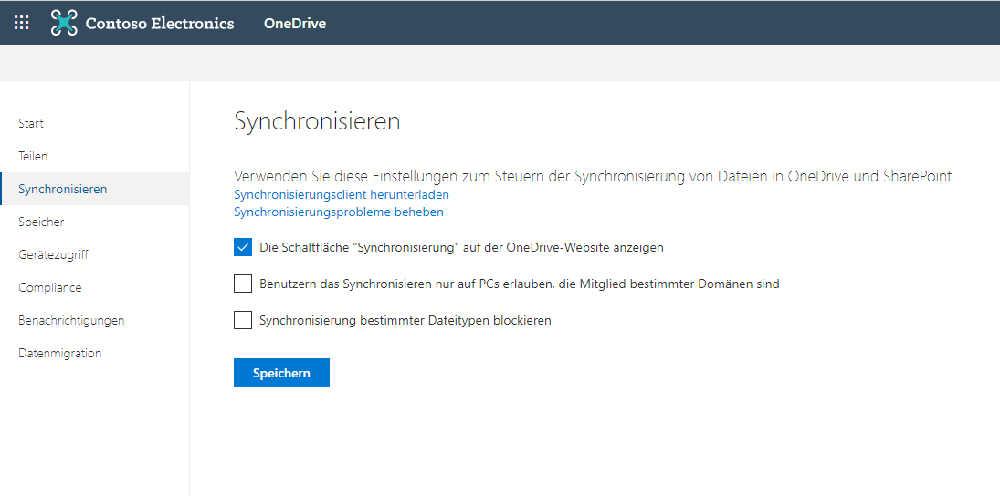 Contoso Electronics OneDrive
Start
Teilen
Synchronisieren
Speicher
Gerätezugriff
Compliance
Benachrichtigungen
Datenmigration
Synchronisieren
Verwenden Sie diese Einstellungen zum Steuern der Synchronisierung von Dateien in OneDrive und SharePoint.
Synchronisierungsclient herunterladen
Synchronisierungsprobleme beheben
Die Schaltfläche "Synchronisierung" auf der OneDrive-Website anzeigen
Benutzern das Synchronisieren nur auf PCs erlauben, die Mitglied bestimmter Domänen sind
Synchronisierung bestimmter Dateitypen blockieren
Speichern